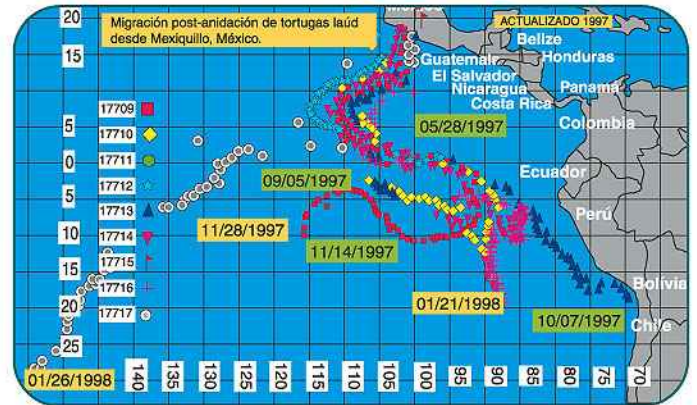 México
20
15
5
0
5
10
15
20
25
Migración post-anidación de tortugas laúd
desde Mexiquillo, México.
ACTUALIZADO 1997
Belize
Guatemala
Honduras
El Salvador
Nicaragua
Panamá
Costa Rica
Colombia
Ecuador
Perú
Bolivia
Chile
17709
17710
17711
17712
17713
17714
17715
17716
17717
05/28/1997
09/05/1997
11/28/1997
11/14/1997
01/21/1998
10/07/1997
01/26/1998
140
135
130
125
120
115
110
105
100
95
90
85
80
75
70